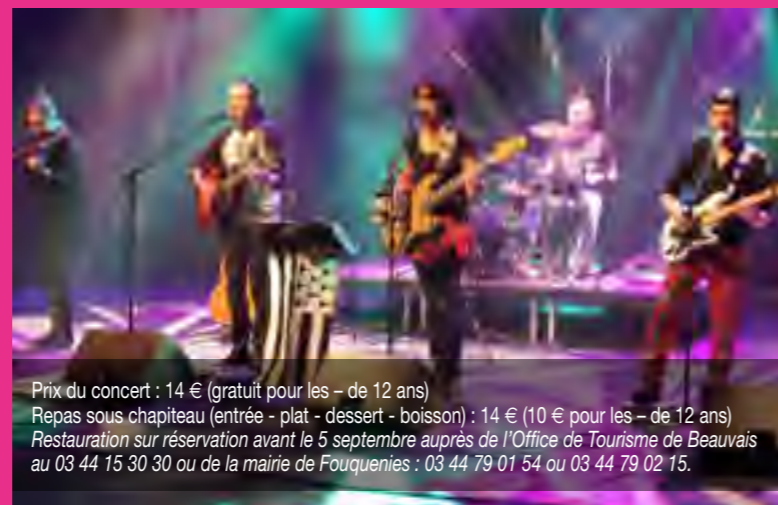 Prix du concert : 14 € (gratuit pour les – de 12 ans)
Repas sous chapiteau (entrée - plat - dessert - boisson) : 14 € (10 € pour les – de 12 ans)
Restauration sur réservation avant le 5 septembre auprès de l'Office de Tourisme de Beauvais
au 03 44 15 30 30 ou de la mairie de Fouquenies : 03 44 79 01 54 ou 03 44 79 02 15.